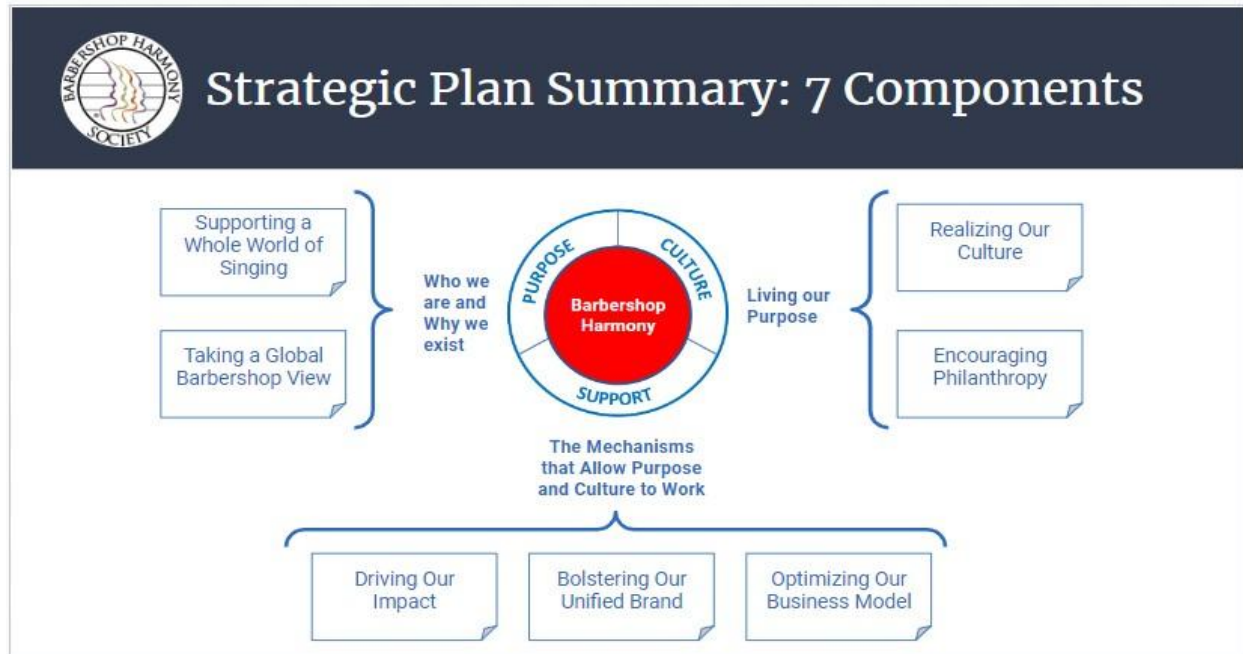 BARBERSHOP HARMONY
SOCIETY
Strategic Plan Summary: 7 Components
Supporting a
Whole World of
Singing
Taking a Global
Barbershop View
Who we
are and
Why we
exist
PURPOSE
CULTURE
SUPPORT
Barbershop
Harmony
Living our
Purpose
Realizing Our
Culture
Encouraging
Philanthropy
The Mechanisms
that Allow Purpose
and Culture to Work
Driving Our
Impact
Bolstering Our
Unified Brand
Optimizing Our
Business Model